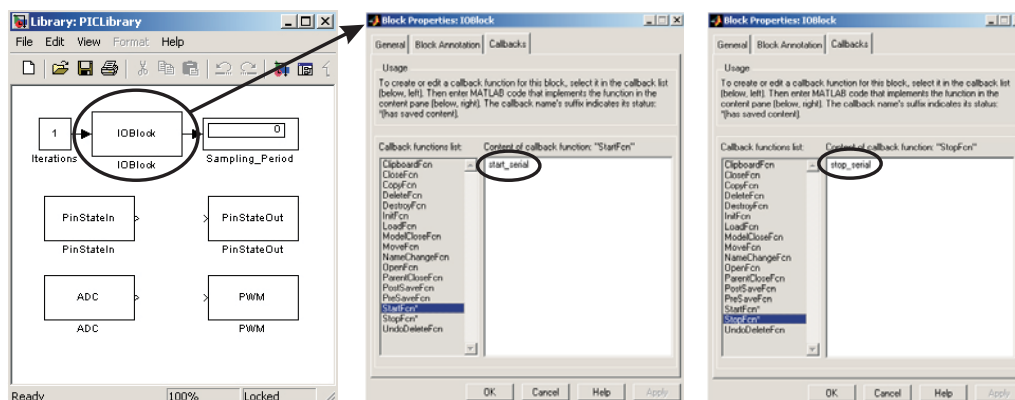 Library: PICLibrary
File Edit View Format Help
1
Iterations
IOBlock
IOBlock
0
Sampling_Period
PinStateIn
PinStateIn
PinStateOut
PinStateOut
ADC
ADC
PWM
PWM
Ready 100% Locked
Block Properties: IOBlock
General Block Annotation Callbacks
Usage
To create or edit a callback function for this block, select it in the callback list
(below, left). Then enter MATLAB code that implements the function in the
content pane (below, right). The callback name's suffix indicates its status:
*(has saved content).
Callback functions list: Content of callback function: "StartFcn"
ClipboardFcn
CloseFcn
CopyFcn
DeleteFcn
DestroyFcn
InitFcn
LoadFcn
ModelCloseFcn
MoveFcn
NameChangeFcn
OpenFcn
ParentCloseFcn
PostSaveFcn
PreSaveFcn
StartFcn*
StopFcn*
UndoDeleteFcn
start_serial
OK Cancel Help Apply
Block Properties: IOBlock
General Block Annotation Callbacks
Usage
To create or edit a callback function for this block, select it in the callback list
(below, left). Then enter MATLAB code that implements the function in the
content pane (below, right). The callback name's suffix indicates its status:
*(has saved content).
Callback functions list: Content of callback function: "StopFcn"
ClipboardFcn
CloseFcn
CopyFcn
DeleteFcn
DestroyFcn
InitFcn
LoadFcn
ModelCloseFcn
MoveFcn
NameChangeFcn
OpenFcn
ParentCloseFcn
PostSaveFcn
PreSaveFcn
StartFcn*
StopFcn*
UndoDeleteFcn
stop_serial
OK Cancel Help Apply